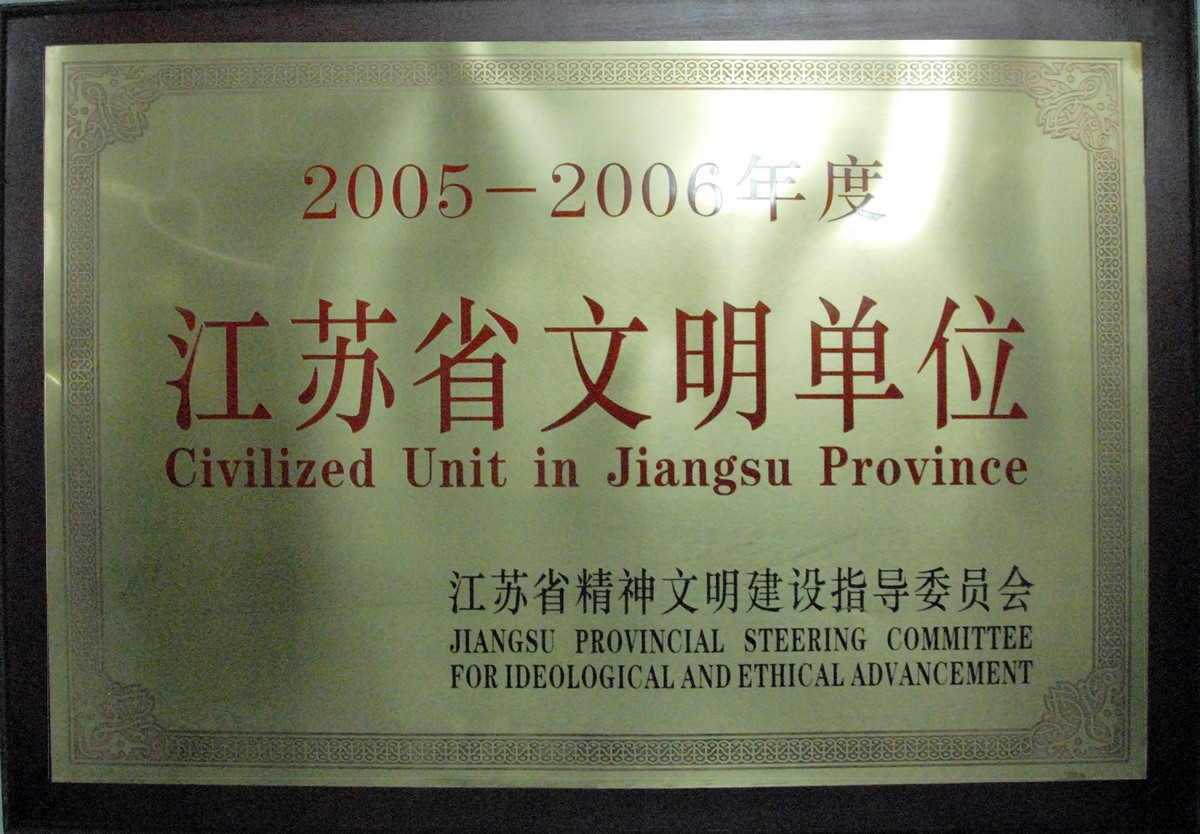 2005－2006年度
江苏省文明单位
Civilized Unit in Jiangsu Province
江苏省精神文明建设指导委员会
JIANGSU PROVINCIAL STEERING COMMITTEE
FOR IDEOLOGICAL AND ETHICAL ADVANCEMENT